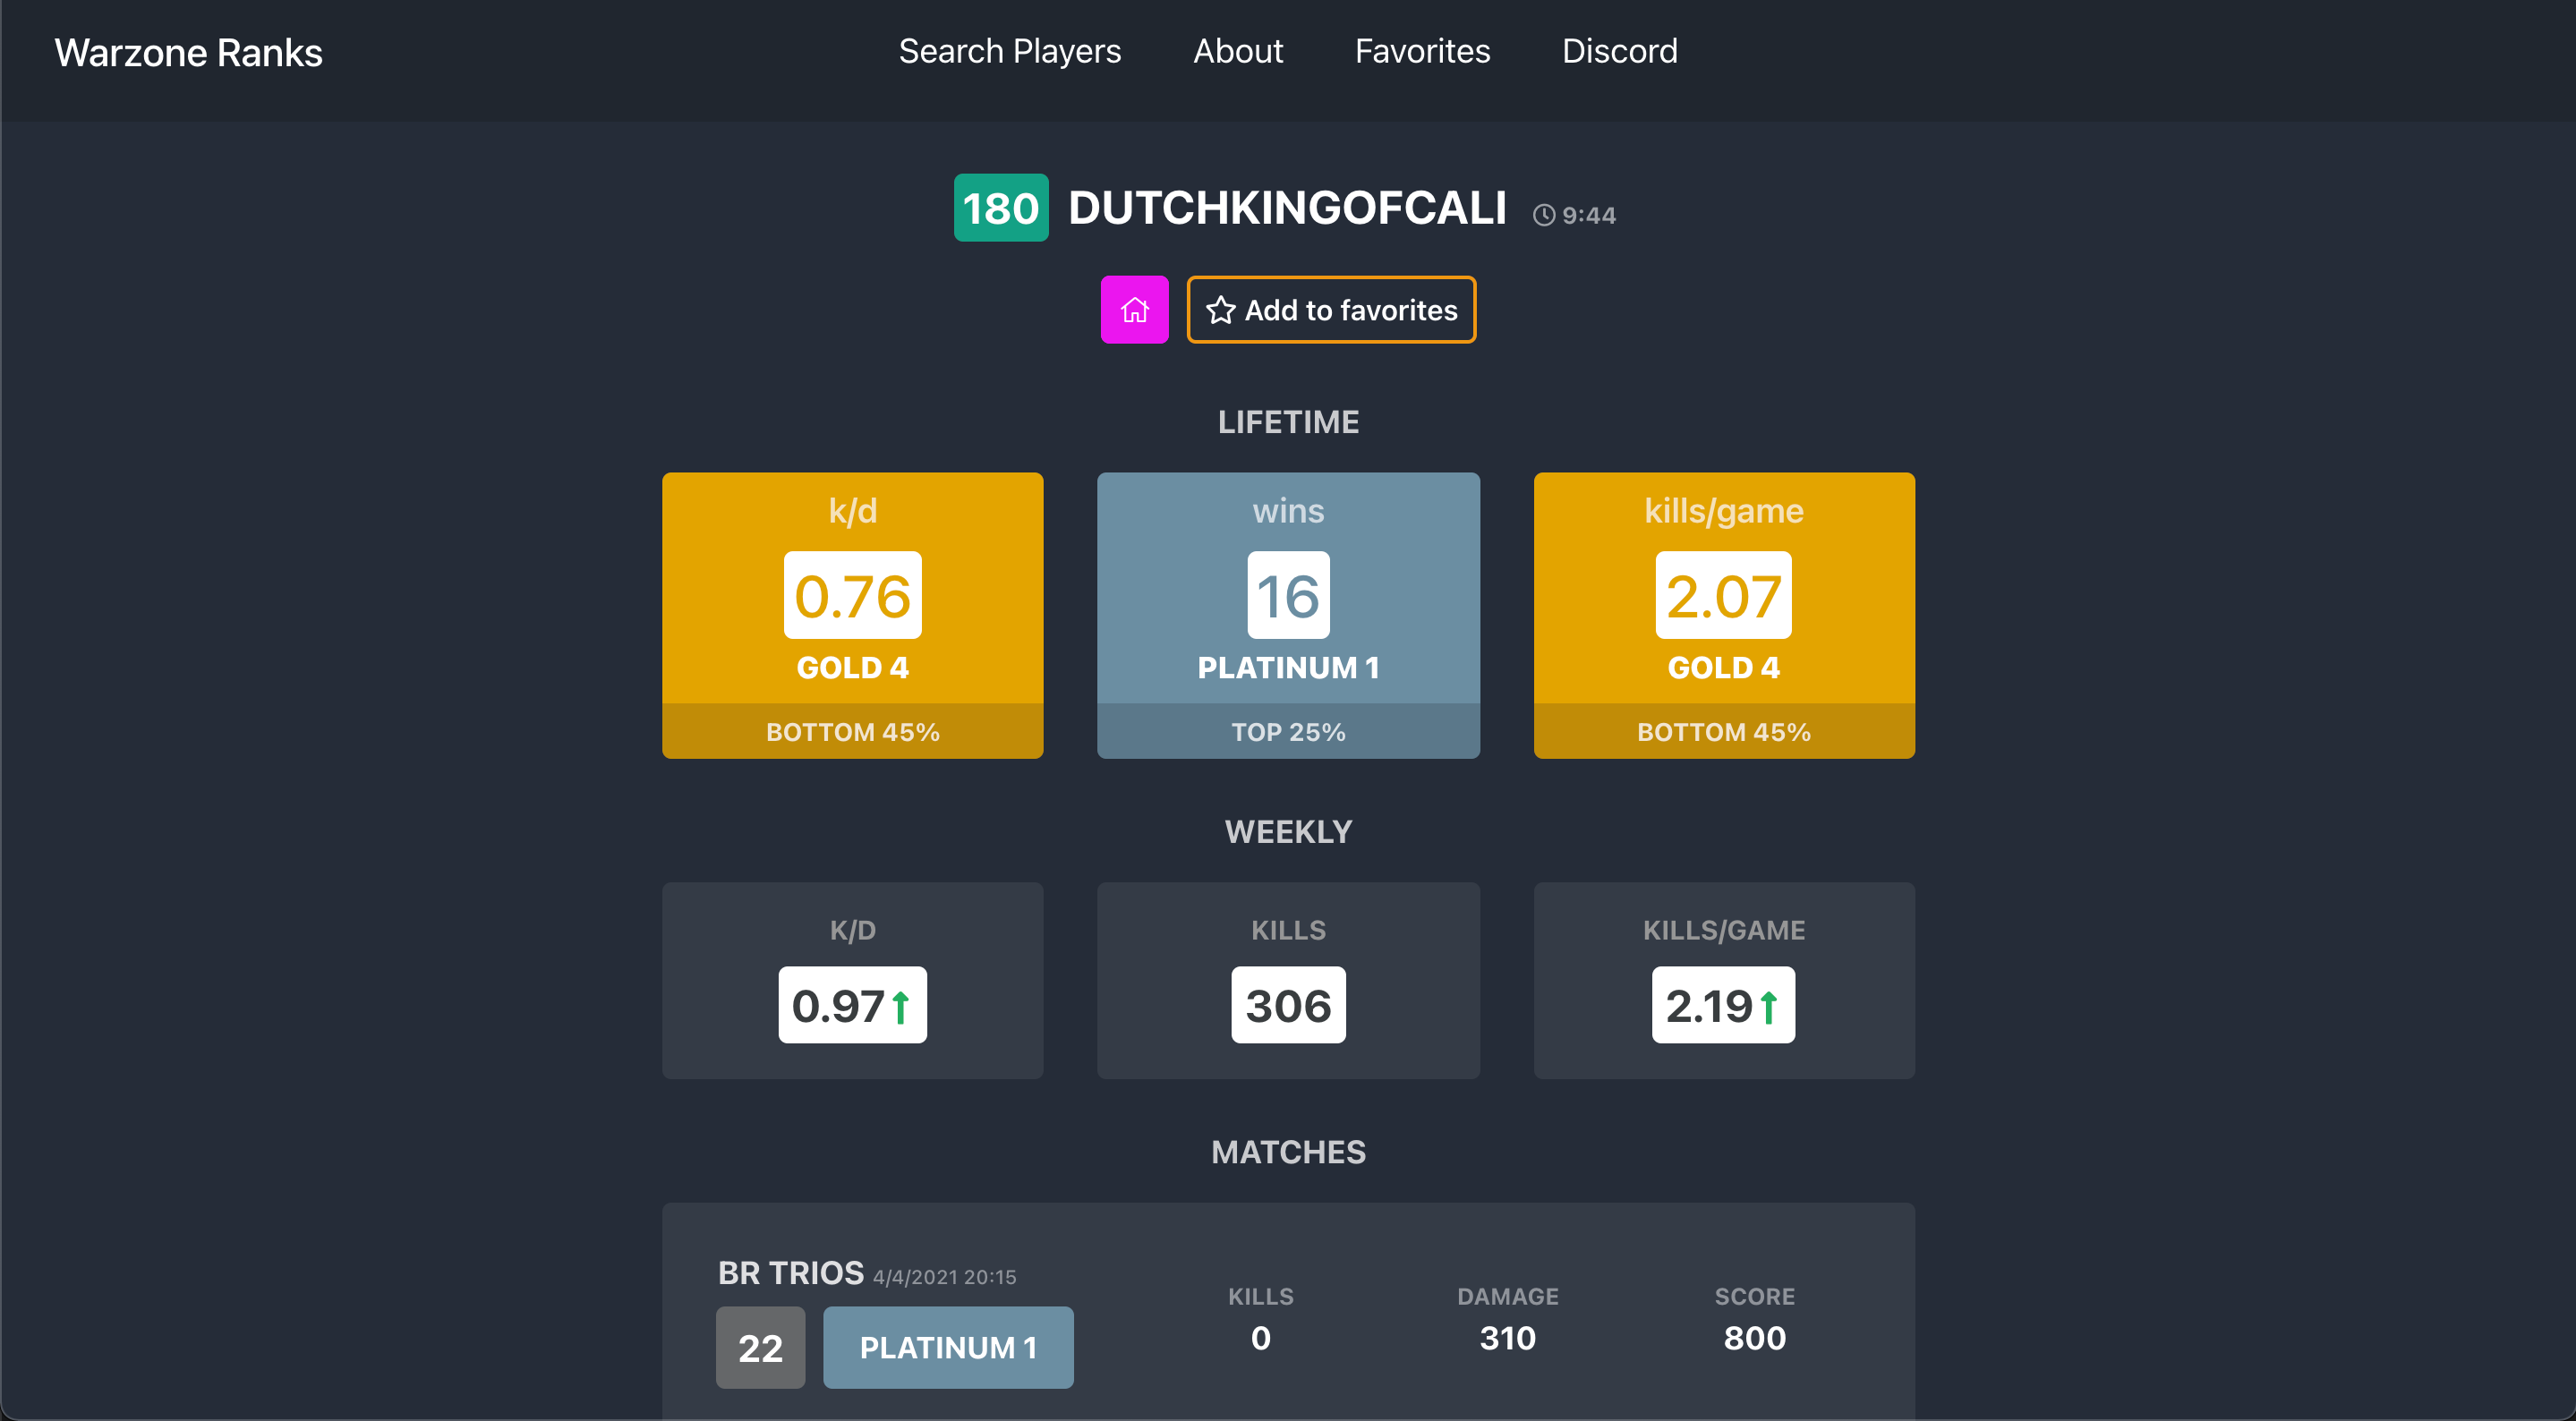 Warzone Ranks Search Players About Favorites Discord
180 DUTCHKINGOFCALI 9:44
Add to favorites
LIFETIME
k/d wins kills/game
0.76 16 2.07
GOLD 4 PLATINUM 1 GOLD 4
BOTTOM 45% TOP 25% BOTTOM 45%
WEEKLY
K/D KILLS KILLS/GAME
0.97 306 2.19
MATCHES
BR TRIOS 4/4/2021 20:15
KILLS DAMAGE SCORE
22 PLATINUM 1 0 310 800